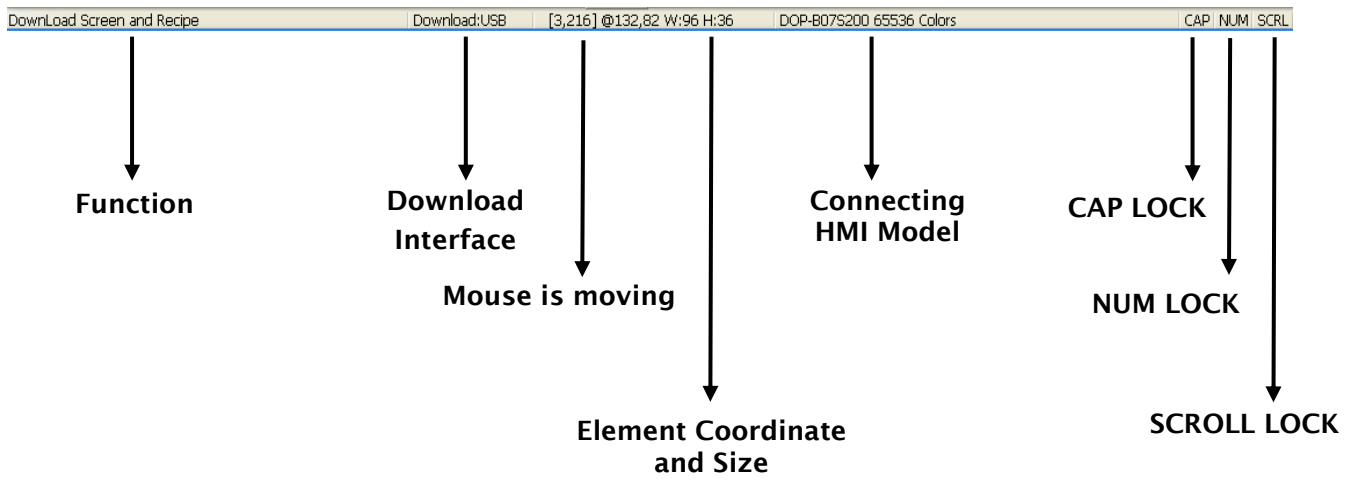 DownLoad Screen and Recipe Download:USB [3,216] @132,82 W:96 H:36 DOP-B07S200 65536 Colors CAP NUM SCRL
Function
Download
Interface
Connecting
HMI Model
CAP LOCK
Mouse is moving
NUM LOCK
Element Coordinate
and Size
SCROLL LOCK